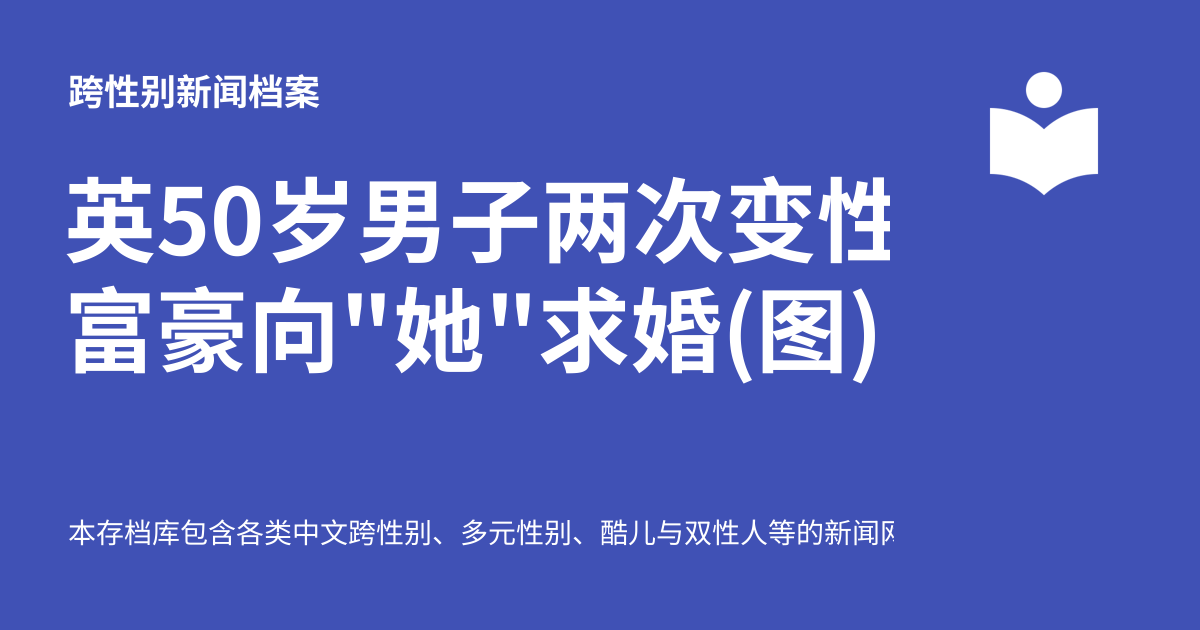 跨性别新闻档案
英50岁男子两次变性
富豪向"她"求婚(图)
本存档库包含各类中文跨性别、多元性别、酷儿与双性人等的新闻